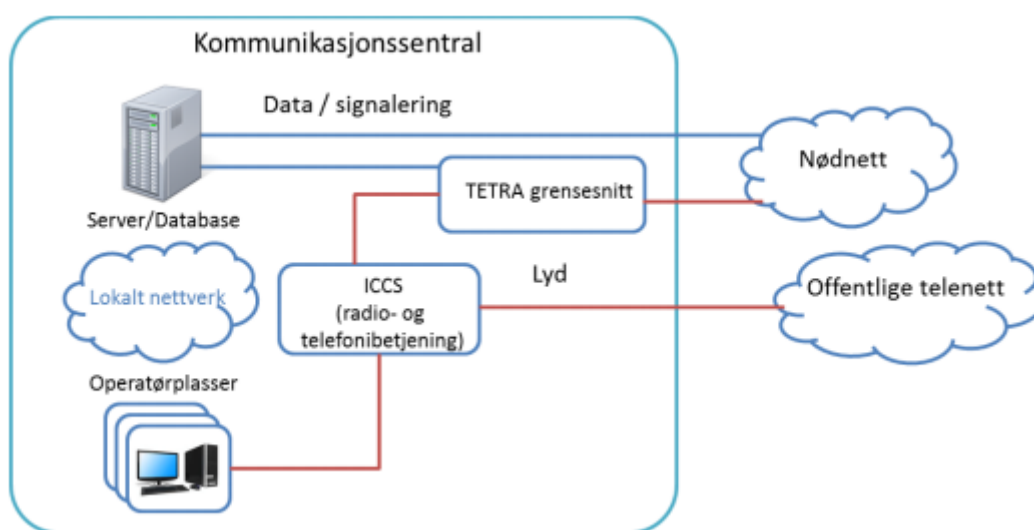 Kommunikasjonssentral
Data / signalering
Nødnett
TETRA grensesnitt
Server/Database
Lokalt nettverk
ICCS
(radio- og
telefonibetjening)
Lyd
Offentlige telenett
Operatørplasser